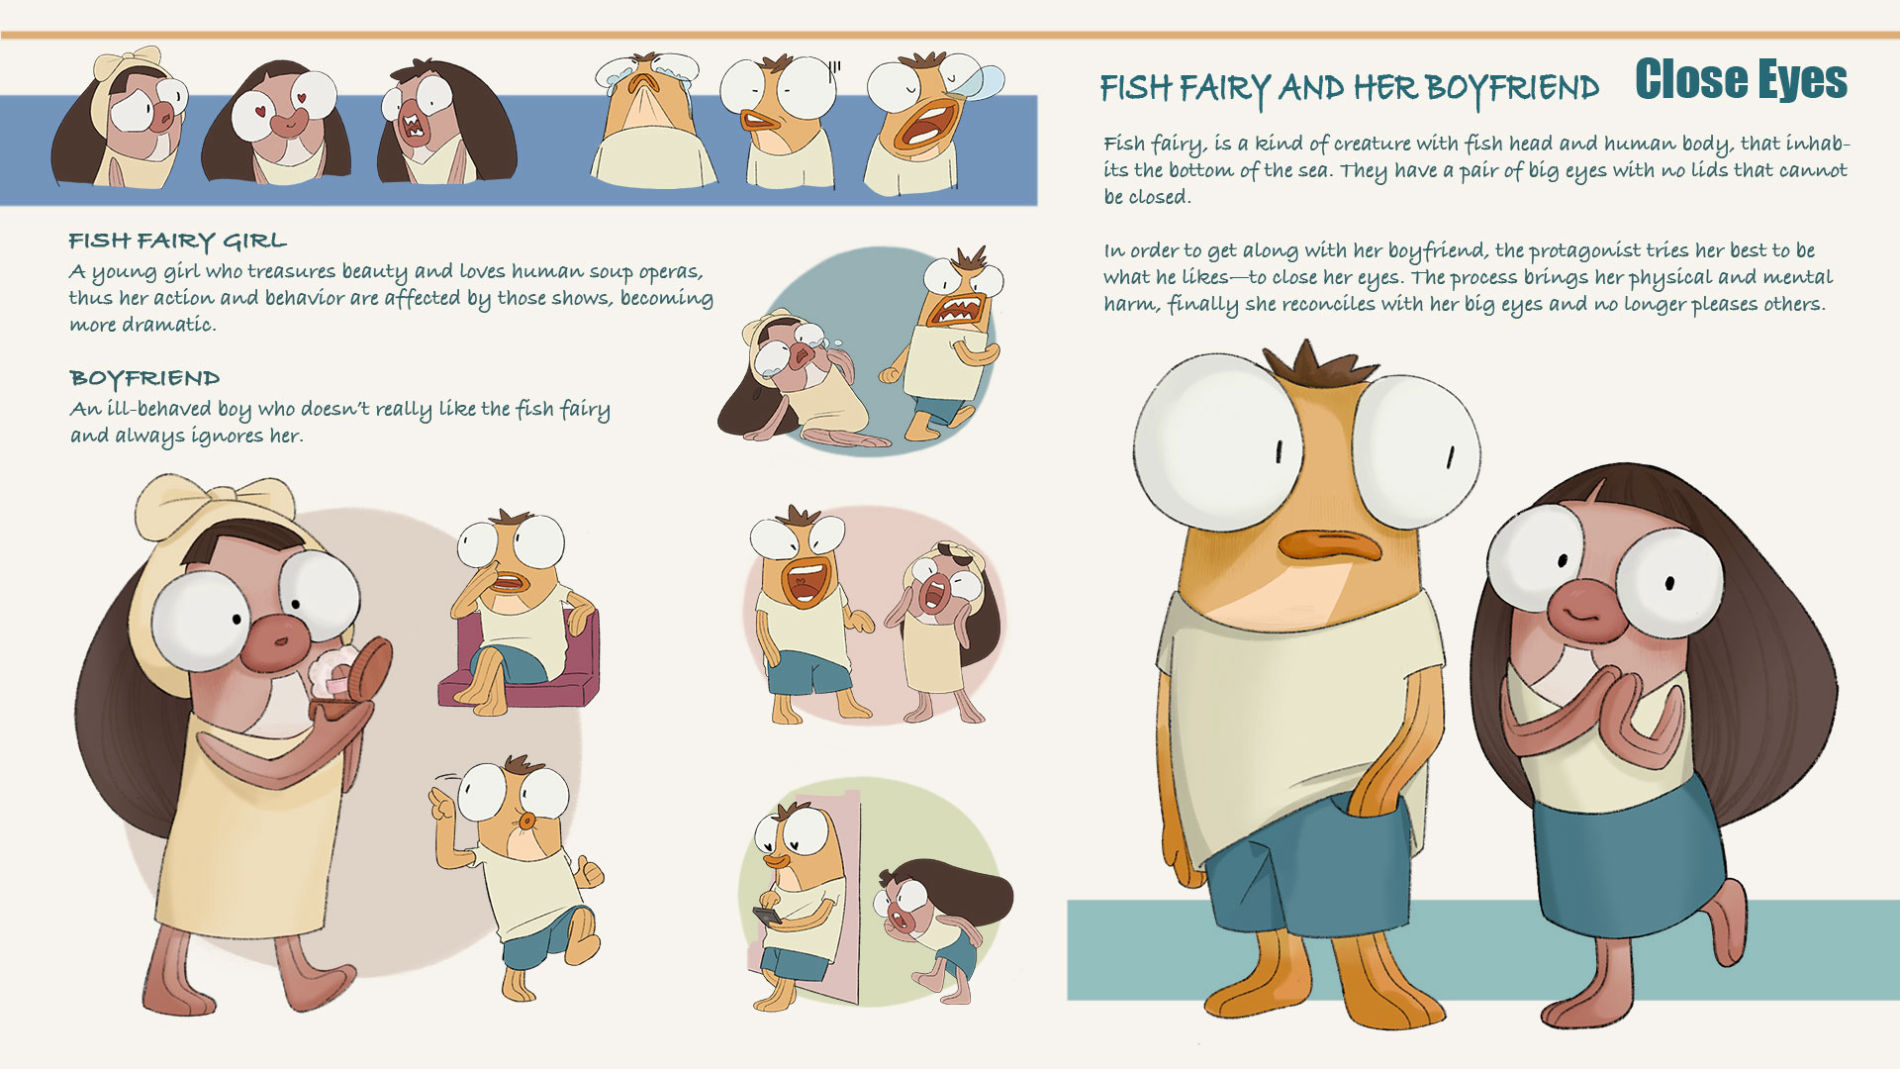 FISH FAIRY AND HER BOYFRIEND Close Eyes
Fish fairy, is a kind of creature with fish head and human body, that inhab-
its the bottom of the sea. They have a pair of big eyes with no lids that cannot
be closed.
In order to get along with her boyfriend, the protagonist tries her best to be
what he likes—to close her eyes. The process brings her physical and mental
harm, finally she reconciles with her big eyes and no longer pleases others.
FISH FAIRY GIRL
A young girl who treasures beauty and loves human soup operas,
thus her action and behavior are affected by those shows, becoming
more dramatic.
BOYFRIEND
An ill-behaved boy who doesn't really like the fish fairy
and always ignores her.